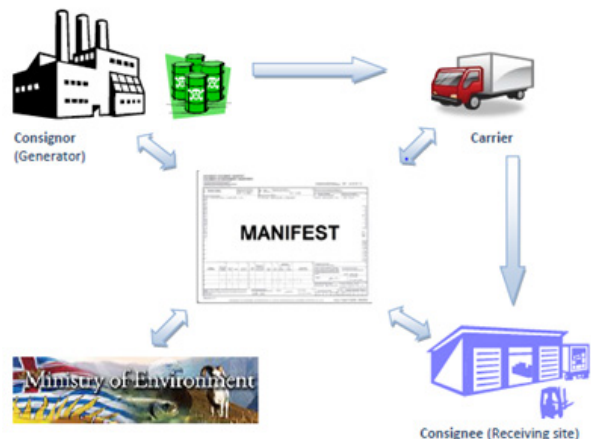 Consignor
(Generator)
Carrier
MANIFEST
Ministry of Environment
Consignee (Receiving site)